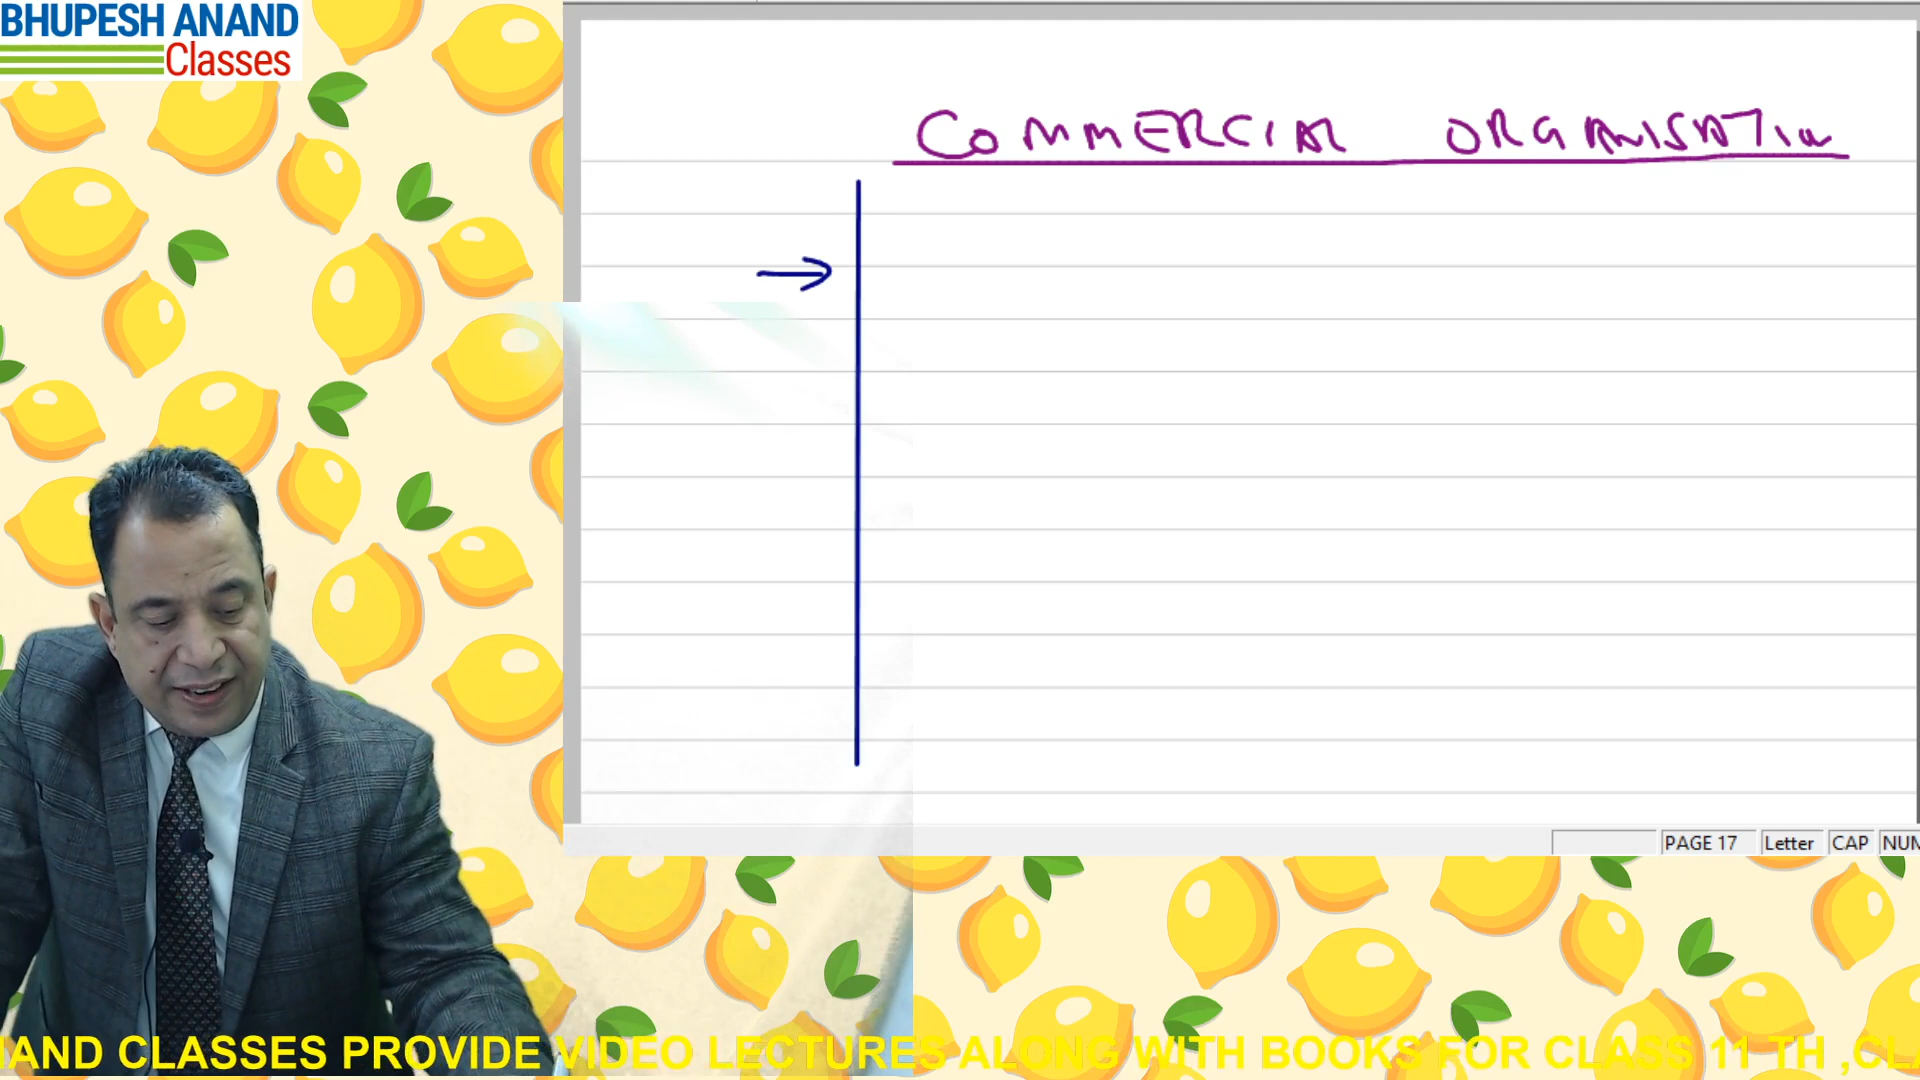 BHUPESH ANAND
Classes
COMMERCIAL ORGANISATION
PAGE 17 Letter CAP NUM
NAND CLASSES PROVIDE VIDEO LECTURES ALONG WITH BOOKS FOR CLASS 11 TH ,CL